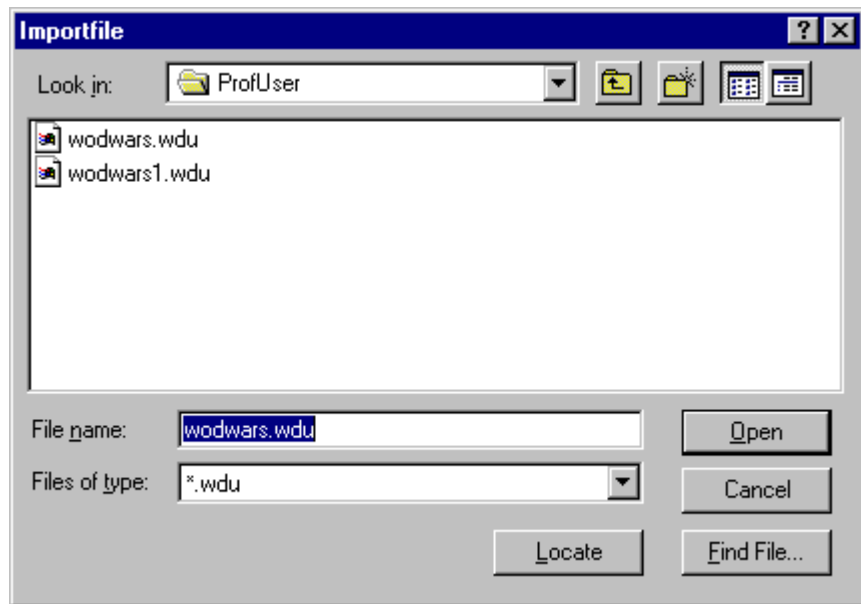 Importfile
Look in: ProfUser
wodwars.wdu
wodwars1.wdu
File name: wodwars.wdu Open
Files of type: *.wdu Cancel
Locate Find File...